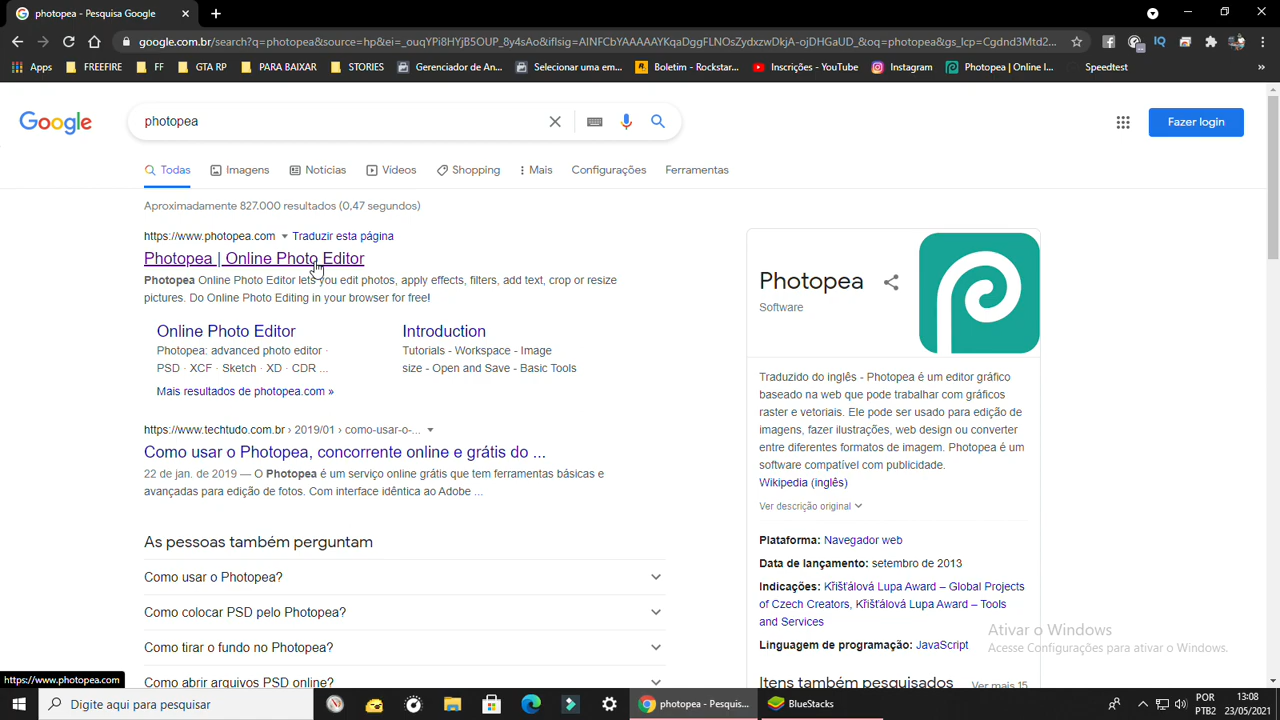 photopea - Pesquisa Google
google.com.br/search?q=photopea&source=hp&ei=_ouqYPi8HYjB5OUP_8y4sAo&iflsig=AINFCbYAAAAAYKqaDggFLNOsZydxzwDkjA-ojDHGaUD_&oq=photopea&gs_lcp=Cgdnd3Mtd2...
Apps FREEFIRE FF GTA RP PARA BAIXAR STORIES Gerenciador de An... Selecionar uma em... Boletim - Rockstar... Inscrições - YouTube Instagram Photopea | Online I... Speedtest »
Google
photopea
Fazer login
Todas Imagens Notícias Vídeos Shopping Mais Configurações Ferramentas
Aproximadamente 827.000 resultados (0,47 segundos)
https://www.photopea.com Traduzir esta página
Photopea | Online Photo Editor
Photopea Online Photo Editor lets you edit photos, apply effects, filters, add text, crop or resize
pictures. Do Online Photo Editing in your browser for free!
Online Photo Editor
Photopea: advanced photo editor ·
PSD · XCF · Sketch · XD · CDR ...
Introduction
Tutorials - Workspace - Image
size - Open and Save - Basic Tools
Mais resultados de photopea.com »
https://www.techtudo.com.br › 2019/01 › como-usar-o-...
Como usar o Photopea, concorrente online e grátis do ...
22 de jan. de 2019 — O Photopea é um serviço online grátis que tem ferramentas básicas e
avançadas para edição de fotos. Com interface idêntica ao Adobe ...
As pessoas também perguntam
Como usar o Photopea?
Como colocar PSD pelo Photopea?
Como tirar o fundo no Photopea?
Como abrir arquivos PSD online?
Photopea
Software
Traduzido do inglês - Photopea é um editor gráfico
baseado na web que pode trabalhar com gráficos
raster e vetoriais. Ele pode ser usado para edição de
imagens, fazer ilustrações, web design ou converter
entre diferentes formatos de imagem. Photopea é um
software compatível com publicidade.
Wikipedia (inglês)
Ver descrição original
Plataforma: Navegador web
Data de lançamento: setembro de 2013
Indicações: Křišťálová Lupa Award – Global Projects
of Czech Creators, Křišťálová Lupa Award – Tools
and Services
Linguagem de programação: JavaScript
Itens também pesquisados Ver mais 15
Ativar o Windows
Acesse Configurações para ativar o Windows.
https://www.photopea.com
Digite aqui para pesquisar
photopea - Pesquis...
BlueStacks
POR
PTB2
13:08
23/05/2021